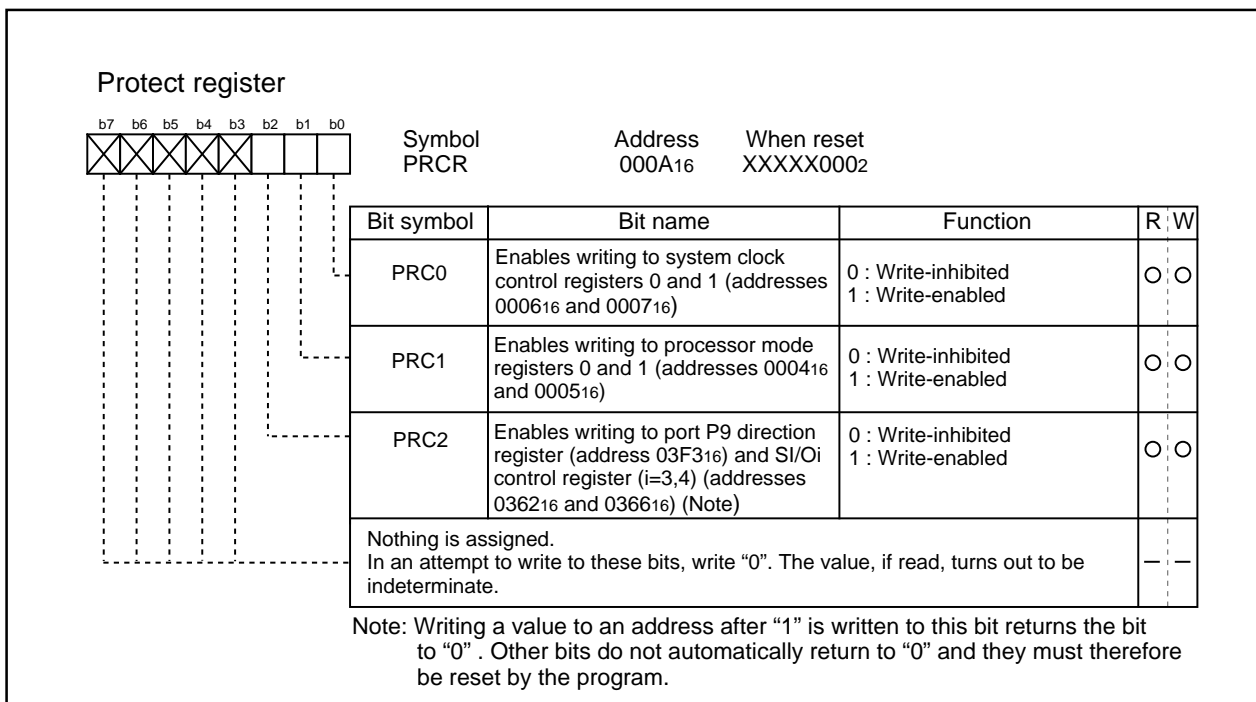 Protect register
b7 b6 b5 b4 b3 b2 b1 b0
Symbol Address When reset
PRCR 000A16 XXXXX0002
Bit symbol Bit name Function R W
PRC0 Enables writing to system clock
control registers 0 and 1 (addresses
000616 and 000716)
0 : Write-inhibited
1 : Write-enabled
PRC1 Enables writing to processor mode
registers 0 and 1 (addresses 000416
and 000516)
0 : Write-inhibited
1 : Write-enabled
PRC2 Enables writing to port P9 direction
register (address 03F316) and SI/Oi
control register (i=3,4) (addresses
036216 and 036616) (Note)
0 : Write-inhibited
1 : Write-enabled
Nothing is assigned.
In an attempt to write to these bits, write “0”. The value, if read, turns out to be
indeterminate.
Note: Writing a value to an address after “1” is written to this bit returns the bit
to “0” . Other bits do not automatically return to “0” and they must therefore
be reset by the program.